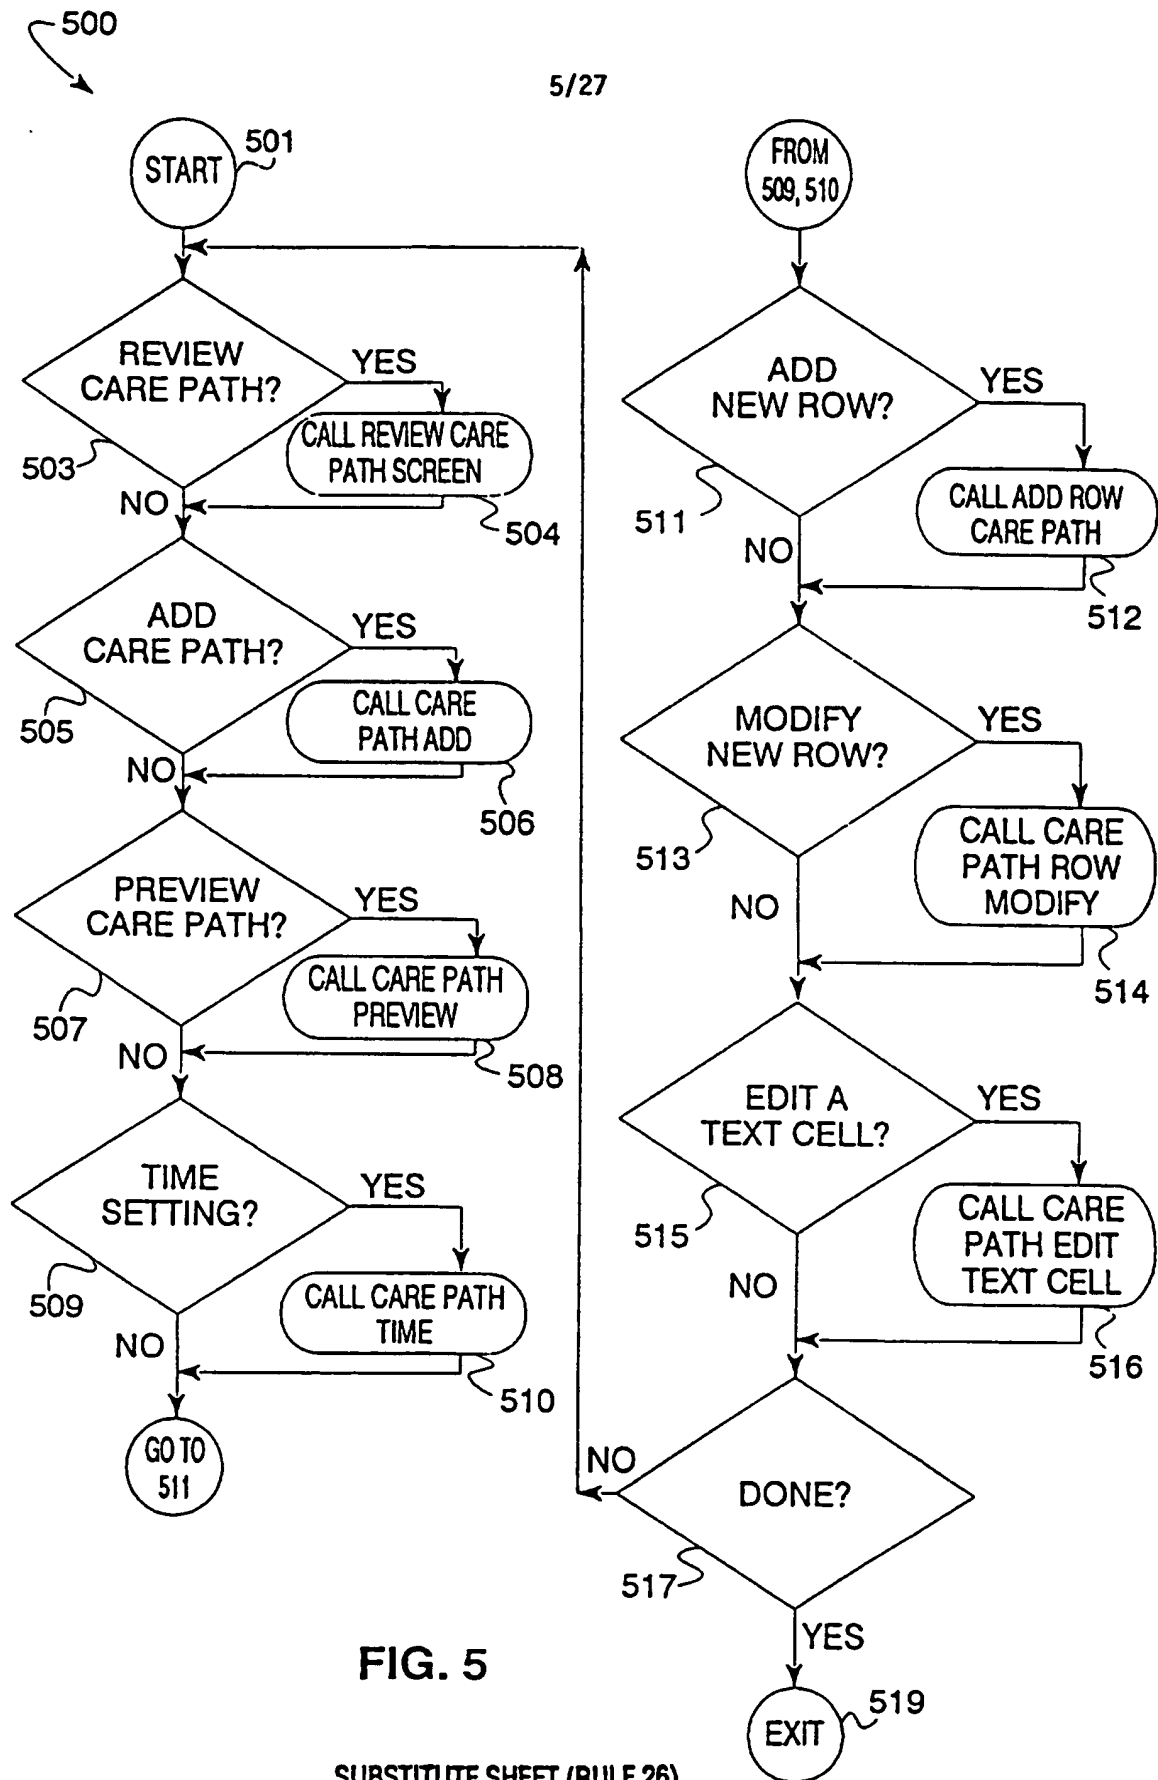 500
5/27
START
501
REVIEW
CARE PATH?
YES
503
CALL REVIEW CARE
PATH SCREEN
504
NO
ADD
CARE PATH?
YES
505
CALL CARE
PATH ADD
506
NO
PREVIEW
CARE PATH?
YES
507
CALL CARE PATH
PREVIEW
508
NO
TIME
SETTING?
YES
509
CALL CARE PATH
TIME
510
NO
GO TO
511
FROM
509, 510
ADD
NEW ROW?
YES
511
CALL ADD ROW
CARE PATH
512
NO
MODIFY
NEW ROW?
YES
513
CALL CARE
PATH ROW
MODIFY
514
NO
EDIT A
TEXT CELL?
YES
515
CALL CARE
PATH EDIT
TEXT CELL
516
NO
DONE?
NO
517
YES
EXIT
519
FIG. 5
SUBSTITUTE SHEET (RULE 26)